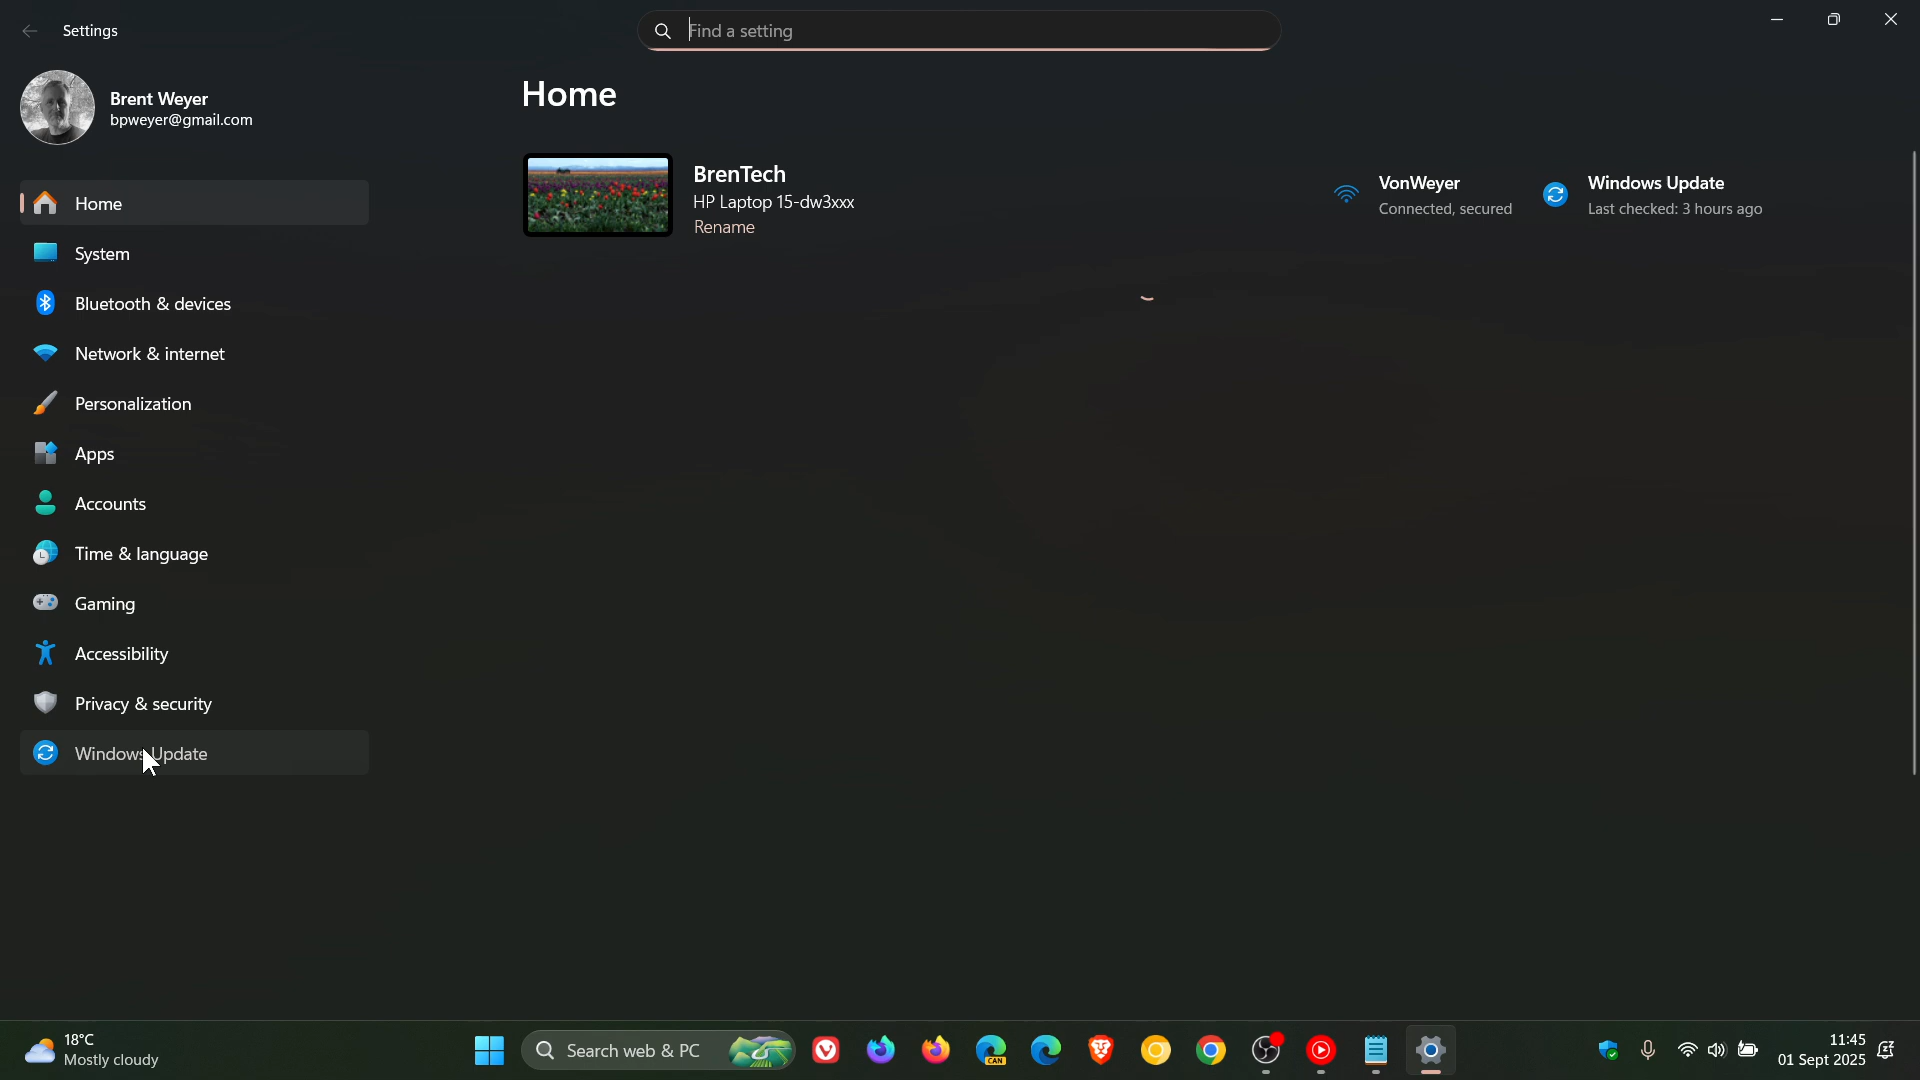 Settings
Find a setting
Brent Weyer
bpweyer@gmail.com
Home
System
Bluetooth & devices
Network & internet
Personalization
Apps
Accounts
Time & language
Gaming
Accessibility
Privacy & security
Windows Update
Home
BrenTech
HP Laptop 15-dw3xxx
Rename
VonWeyer
Connected, secured
Windows Update
Last checked: 3 hours ago
18°C
Mostly cloudy
Search web & PC
CAN
11:45
01 Sept 2025